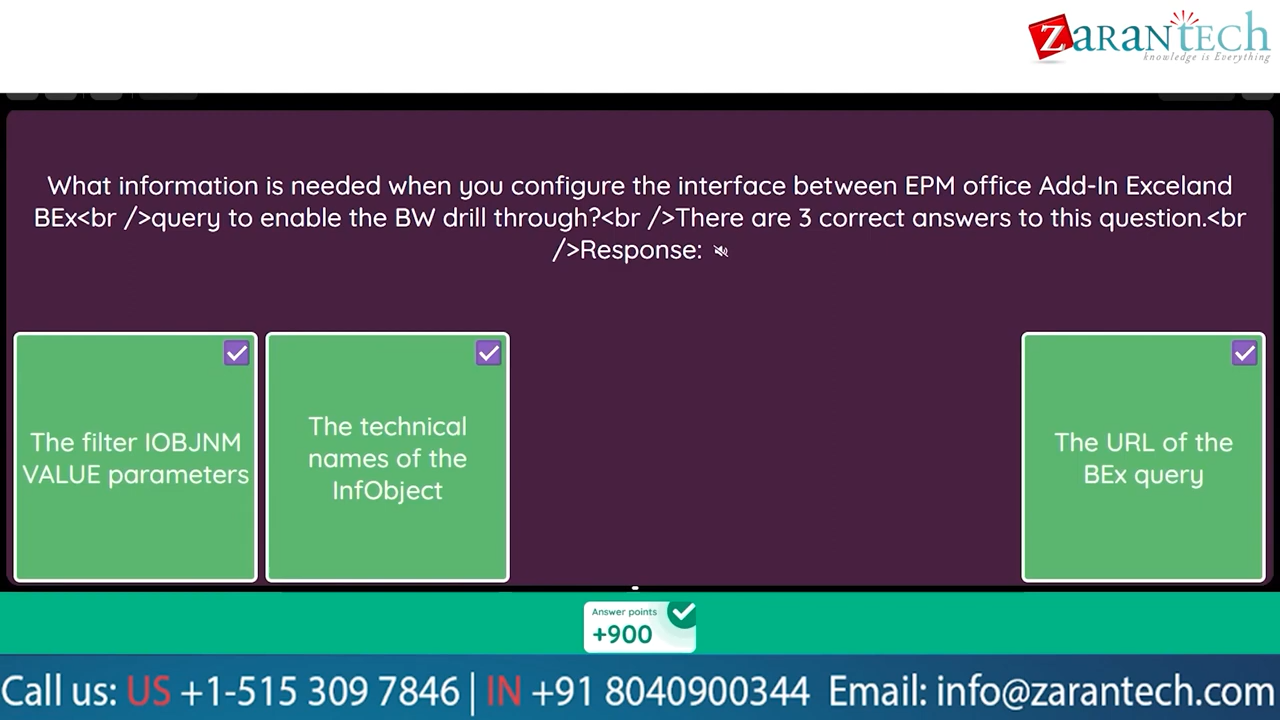 ZARANTECH
knowledge is Everything
What information is needed when you configure the interface between EPM office Add-In Exceland
BEx<br />query to enable the BW drill through?<br />There are 3 correct answers to this question.<br
/>Response:
The filter IOBJNM
VALUE parameters
The technical
names of the
InfObject
The URL of the
BEx query
Answer points
+900
Call us: US +1-515 309 7846 | IN +91 8040900344 Email: info@zarantech.com